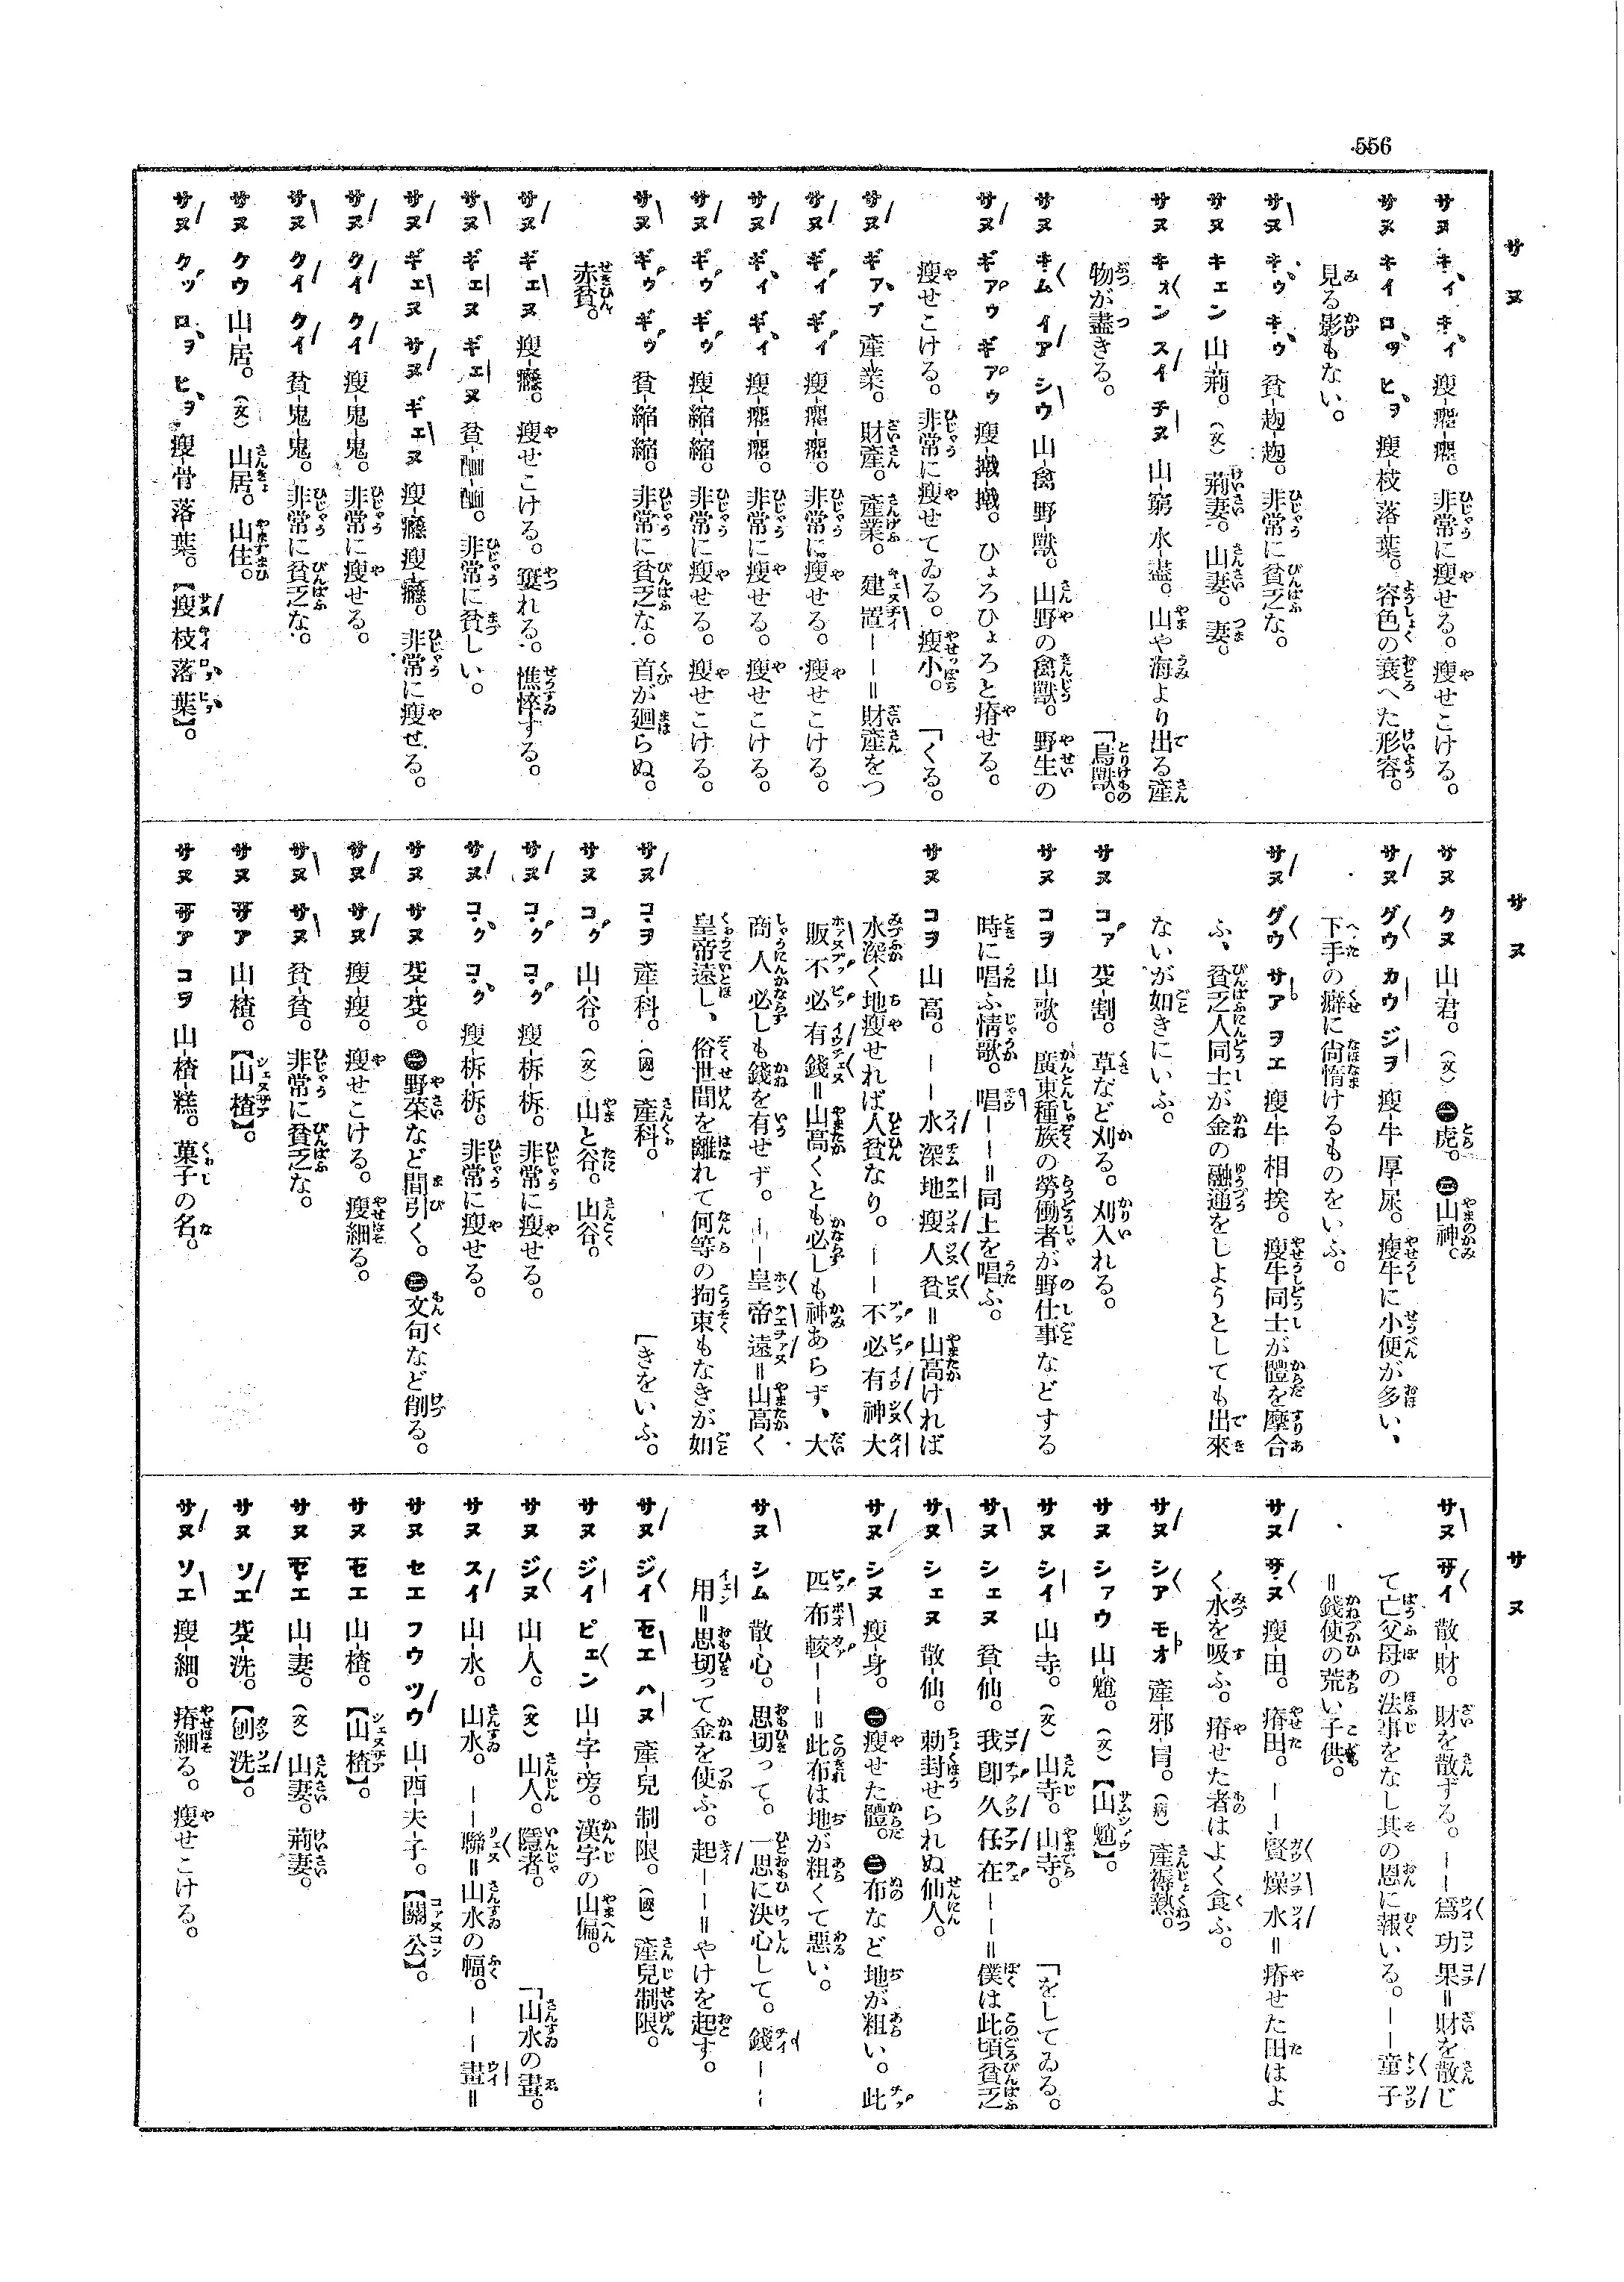 556
サヌ
サヌ キイ キイ 瘦-癯-癯。非常に瘦せる。瘦せこける。
サヌ キイ ロヲ ヒヲ 瘦-枝 落-葉。容色の衰へた形容。
見る影もない。
サヌ キウ キウ 貧-趜-趜。非常に貧乏な。
サヌ キェン 山-荊。(文)荊妻。山妻。妻。
サヌ キォン スイ チヌ 山-窮 水-盡。山や海より出る產
物が盡きる。
サヌ キム イア シウ 山-禽 野-獸。山野の禽獸。野生の
「鳥獸。
サヌ ギアウ ギアウ 瘦 ひょろひょろと瘠せる。
瘦せこける。非常に瘦せてゐる。瘦小。
サヌ ギアプ 產-業。財產。產業。建置——=財產をつ
「くる。
サヌ ギイ ギイ 瘦-癯-癯。非常に瘦せる。瘦せこける。
サヌ ギイ ギイ 瘦-癯-癯。非常に瘦せる。瘦せこける。
サヌ ギウ ギウ 瘦-縮-縮。非常に瘦せる。瘦せこける。
サヌ ギウ ギウ 貧-縮-縮。非常に貧乏な。首が廻らぬ。
赤貧。
サヌ ギェヌ 瘦 瘦せこける。窶れる。憔悴する。
サヌ ギェヌ ギェヌ 貧 非常に貧しい。
サヌ ギェヌ サヌ ギェヌ 瘦 瘦 非常に瘦せる。
サヌ クイ クイ 瘦-鬼-鬼。非常に瘦せる。
サヌ クイ クイ 貧-鬼-鬼。非常に貧乏な。
サヌ クウ 山-居。(文)山居。山住。
サヌ クッ ロヲ ヒヲ 瘦-骨 落-葉。【瘦枝落葉】。
サヌ
サヌ クヌ 山-君。(文)㊀虎。㊁山神。
サヌ グウ カウ ジヲ 瘦-牛 厚-尿。瘦牛に小便が多い、
下手の癖に尙惰けるものをいふ。
サヌ グウ サア ヲエ 瘦-牛 相-挨。瘦牛同士が體を摩合
ふ、貧乏人同士が金の融通をしようとしても出來
ないが如きにいふ。
サヌ コァ 芟-割。草など刈る。刈入れる。
サヌ コヲ 山-歌。廣東種族の勞働者が野仕事などする
時に唱ふ情歌。唱——=同上を唱ふ。
サヌ コヲ 山-高。——水深地瘦人貧=山高ければ
水深く地瘦せれば人貧なり。——不必有神大
販不必有錢=山高くとも必しも神あらず、大
商人必しも錢を有せず。——皇帝遠=山高く
皇帝遠し、俗世間を離れて何等の拘束もなきが如
「きをいふ。
サヌ コヲ 產-科。(國)產科。
サヌ コク 山-谷。(文)山と谷。山谷。
サヌ コク コク 瘦-柝-柝。非常に瘦せる。
サヌ コク コク 瘦-柝-柝。非常に瘦せる。
サヌ サヌ 芟-芟。㊀野菜など間引く。㊁文句など削る。
サヌ サヌ 瘦-瘦。瘦せこける。瘦細る。
サヌ サヌ 貧-貧。非常に貧乏な。
サヌ サア 山-楂。【山楂】。
サヌ サア コヲ 山-楂-糕。菓子の名。
サヌ
サヌ サイ 散-財。財を散ずる。——爲功果=財を散じ
て亡父母の法事をなし其の恩に報いる。——童子
=錢使の荒い子供。
サヌ サヌ 瘦-田。瘠田。——賢燥水=瘠せた田はよ
く水を吸ふ。瘠せた者はよく食ふ。
サヌ シア モオ 產-邪-冐。(病)產褥熱。
サヌ シァウ 山-魈。(文)【山魈】。
サヌ シイ 山-寺。(文)山寺。山寺。
サヌ シェヌ 貧-仙。我卽久仔在——=僕は此頃貧乏
「をしてゐる。
サヌ シェヌ 散-仙。勅封せられぬ仙人。
サヌ シヌ 瘦-身。㊀瘦せた體。㊁布など地が粗い。此
匹布較——=此布は地が粗くて惡い。
サヌ シム 散-心。思切って。一思に決心して。錢——
用=思切って金を使ふ。起——=やけを起す。
サヌ ジイ セエ ハヌ 產-兒 制-限。(國)產兒制限。
サヌ ジイ ピェン 山-字-旁。漢字の山偏。
サヌ ジヌ 山-人。(文)山人。隱者。
サヌ スイ 山-水。山水。——聯=山水の幅。——畫=
「山水の畫。
サヌ セエ フウ ツウ 山-西-夫-子。【關公】。
サヌ セエ 山-楂。【山楂】。
サヌ セエ 山-妻。(文)山妻。荊妻。
サヌ ソエ 芟-洗。【刨洗】。
サヌ ソエ 瘦-細。瘠細る。瘦せこける。